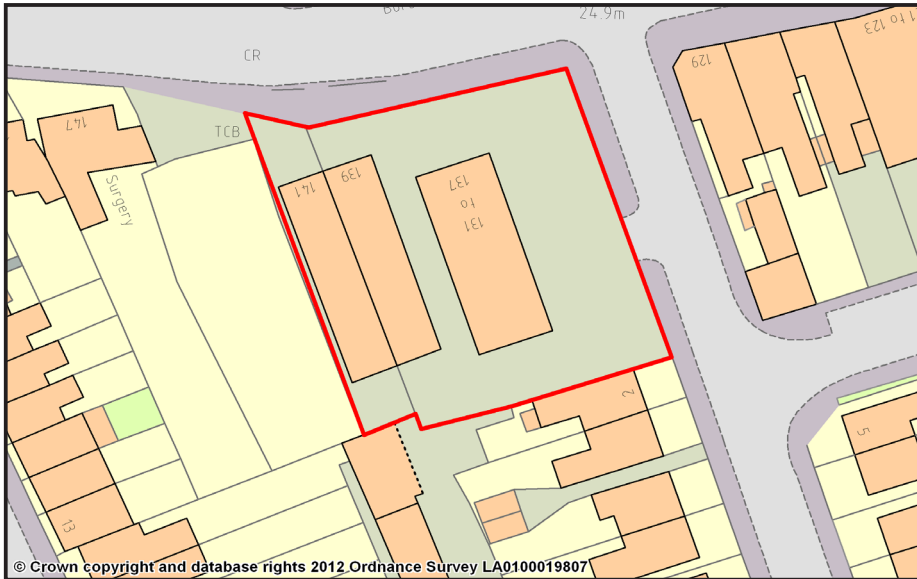 24.9m
CR
129
1 to 123
147
TCB
Surgery
141
139
137
to
131
2
5
13
© Crown copyright and database rights 2012 Ordnance Survey LA0100019807